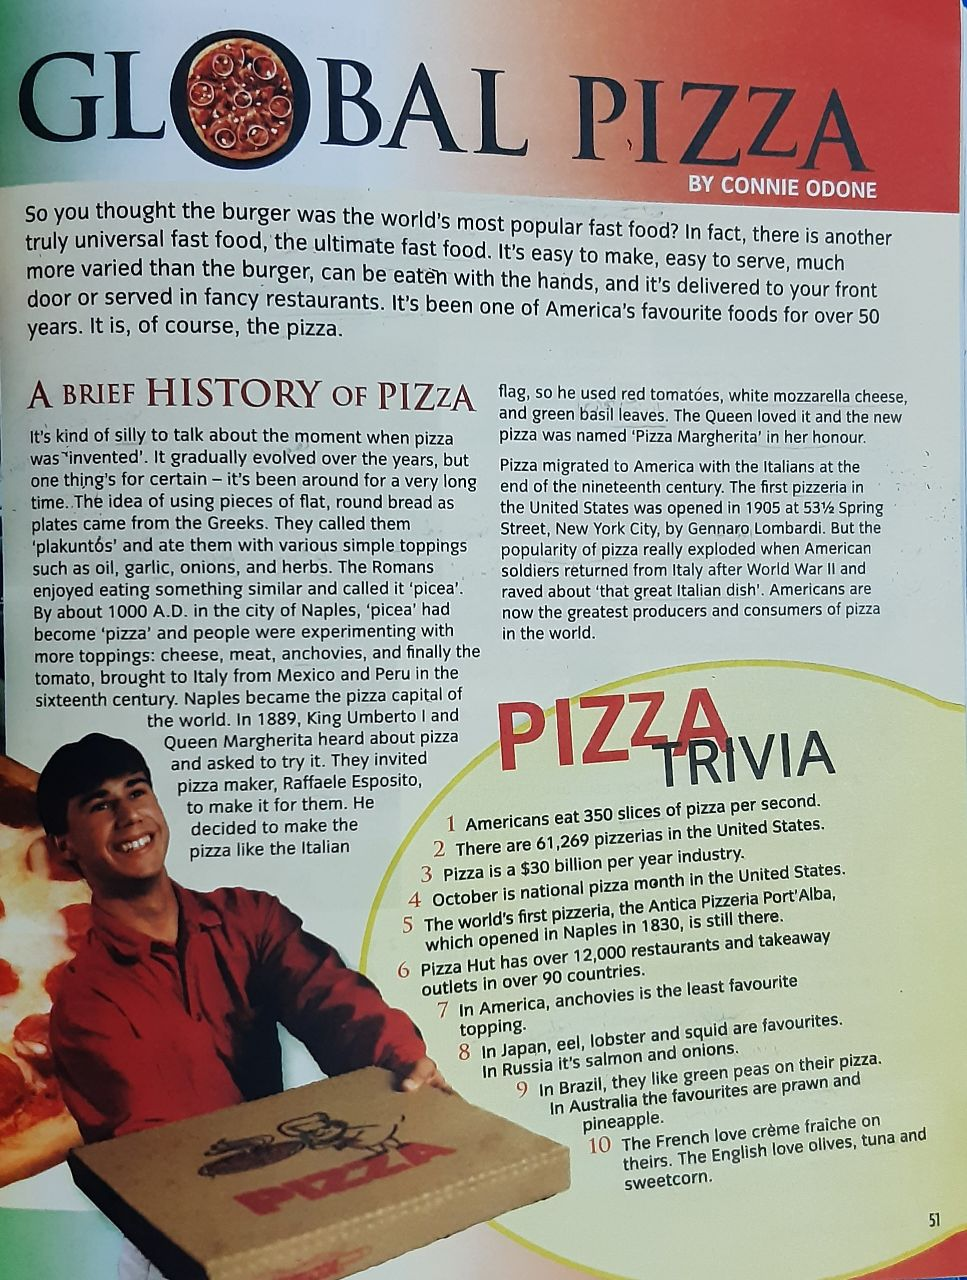 GLOBAL PIZZA
BY CONNIE ODONE
So you thought the burger was the world's most popular fast food? In fact, there is another
truly universal fast food, the ultimate fast food. It's easy to make, easy to serve, much
more varied than the burger, can be eaten with the hands, and it's delivered to your front
door or served in fancy restaurants. It's been one of America's favourite foods for over 50
years. It is, of course, the pizza.
A BRIEF HISTORY OF PIZZA
It's kind of silly to talk about the moment when pizza
was 'invented'. It gradually evolved over the years, but
one thing's for certain – it's been around for a very long
time. The idea of using pieces of flat, round bread as
plates came from the Greeks. They called them
'plakuntos' and ate them with various simple toppings
such as oil, garlic, onions, and herbs. The Romans
enjoyed eating something similar and called it 'picea'.
By about 1000 A.D. in the city of Naples, 'picea' had
become 'pizza' and people were experimenting with
more toppings: cheese, meat, anchovies, and finally the
tomato, brought to Italy from Mexico and Peru in the
sixteenth century. Naples became the pizza capital of
the world. In 1889, King Umberto I and
Queen Margherita heard about pizza
and asked to try it. They invited
pizza maker, Raffaele Esposito,
to make it for them. He
decided to make the
pizza like the Italian
flag, so he used red tomatoes, white mozzarella cheese,
and green basil leaves. The Queen loved it and the new
pizza was named 'Pizza Margherita' in her honour.
Pizza migrated to America with the Italians at the
end of the nineteenth century. The first pizzeria in
the United States was opened in 1905 at 53½ Spring
Street, New York City, by Gennaro Lombardi. But the
popularity of pizza really exploded when American
soldiers returned from Italy after World War II and
raved about 'that great Italian dish'. Americans are
now the greatest producers and consumers of pizza
in the world.
PIZZA
TRIVIA
1 Americans eat 350 slices of pizza per second.
2 There are 61,269 pizzerias in the United States.
3 Pizza is a $30 billion per year industry.
4 October is national pizza month in the United States.
5 The world's first pizzeria, the Antica Pizzeria Port'Alba,
which opened in Naples in 1830, is still there.
6 Pizza Hut has over 12,000 restaurants and takeaway
outlets in over 90 countries.
7 In America, anchovies is the least favourite
topping.
8 In Japan, eel, lobster and squid are favourites.
In Russia it's salmon and onions.
9 In Brazil, they like green peas on their pizza.
In Australia the favourites are prawn and
pineapple.
10 The French love crème fraîche on
theirs. The English love olives, tuna and
sweetcorn.
PIZZA
51